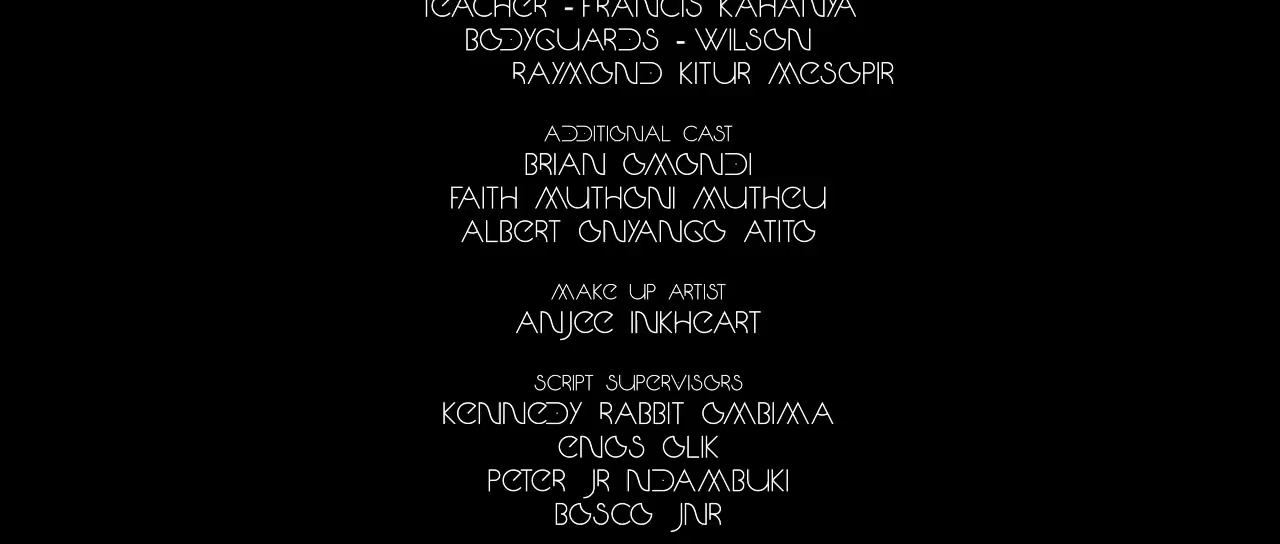 TEACHER - FRANCIS KAHANYA
BODYGUARDS - WILSON
RAYMOND KITUR MESOPIR
ADDITIONAL CAST
BRIAN OMONDI
FAITH MUTHONI MUTHEU
ALBERT ONYANGO ATITO
MAKE UP ARTIST
ANJEE INKHEART
SCRIPT SUPERVISORS
KENNEDY RABBIT OMBIMA
ENOS OLIK
PETER JR NDAMBUKI
BOSCO JNR